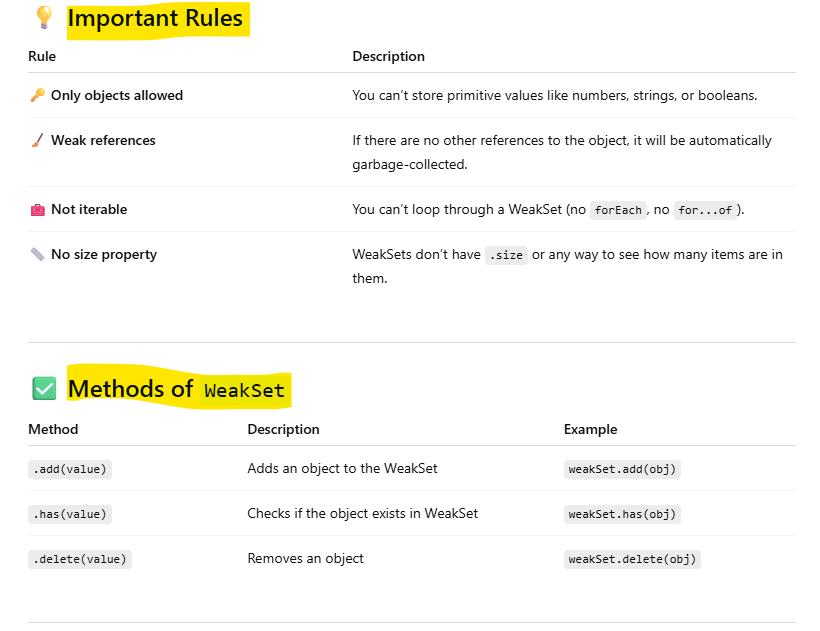 💡 Important Rules
Rule Description
🔑 Only objects allowed You can’t store primitive values like numbers, strings, or booleans.
🧹 Weak references If there are no other references to the object, it will be automatically
garbage-collected.
🧰 Not iterable You can’t loop through a WeakSet (no forEach, no for...of).
📏 No size property WeakSets don’t have .size or any way to see how many items are in
them.
✅ Methods of WeakSet
Method Description Example
.add(value) Adds an object to the WeakSet weakSet.add(obj)
.has(value) Checks if the object exists in WeakSet weakSet.has(obj)
.delete(value) Removes an object weakSet.delete(obj)